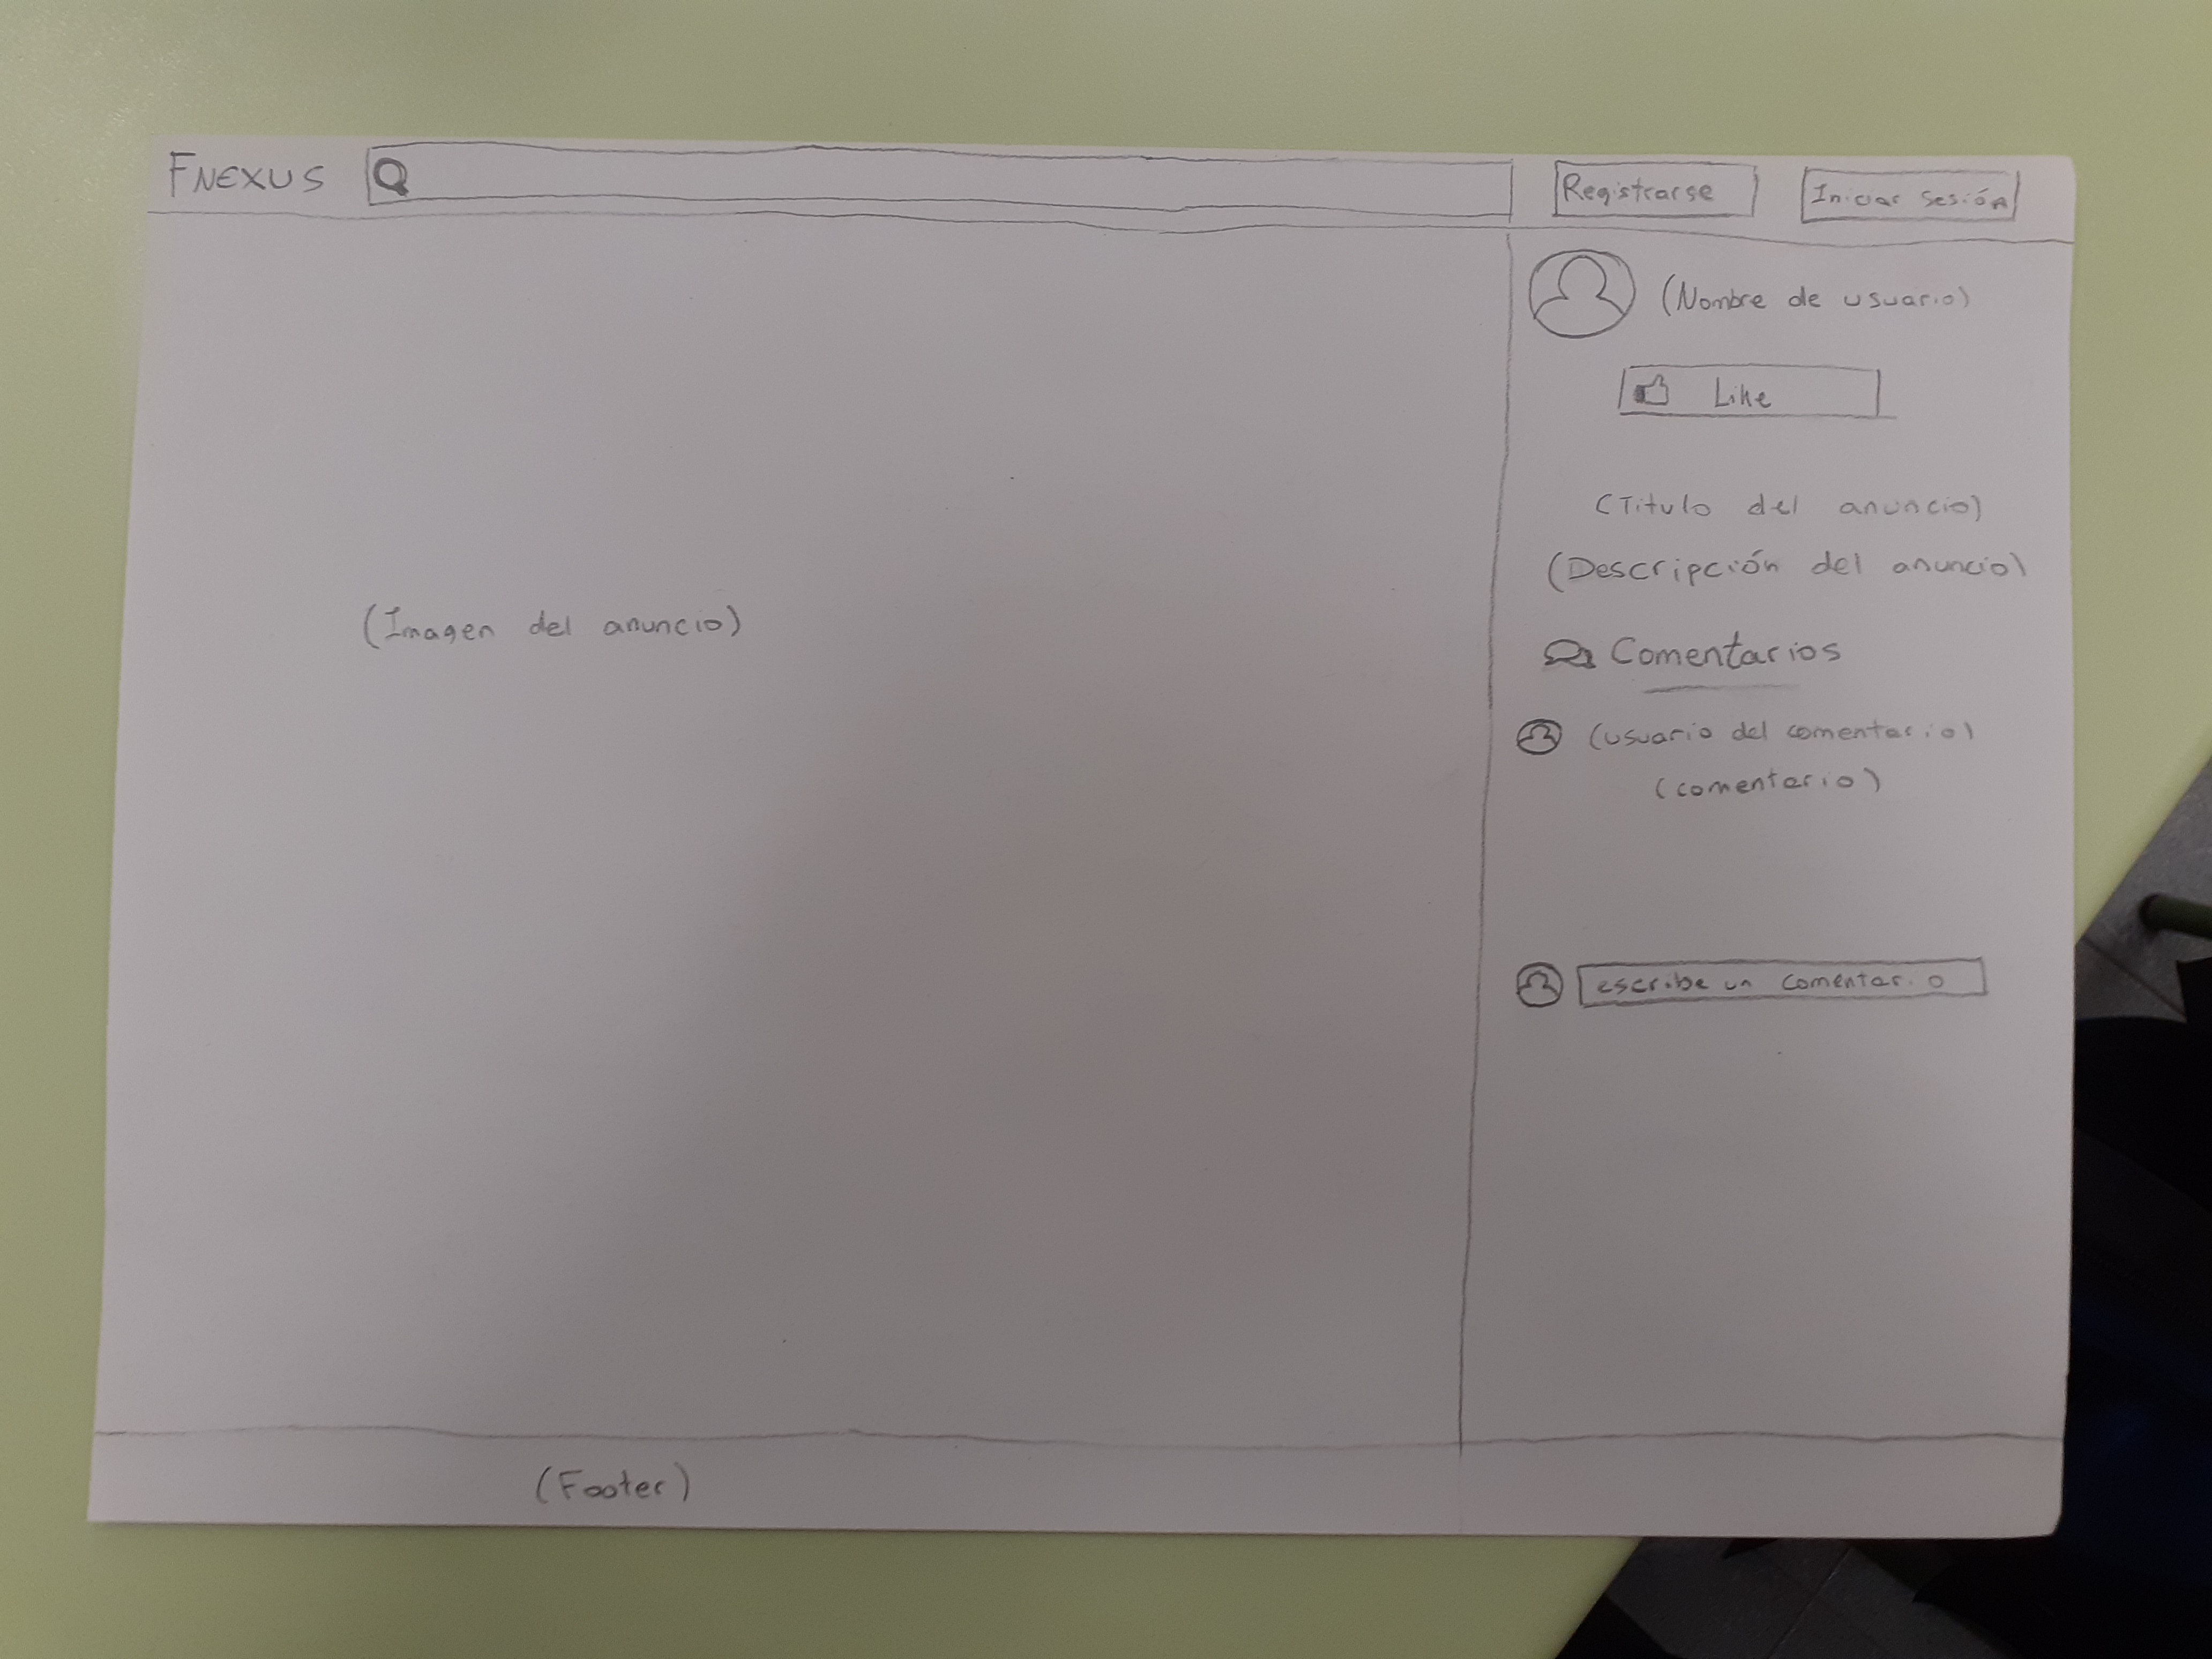 FNEXUS
Registrarse
Iniciar sesión
(Nombre de usuario)
Like
(Imagen del anuncio)
(Titulo del anuncio)
(Descripción del anuncio)
Comentarios
(usuario del comentario)
(comentario)
escribe un comentario
(Footer)